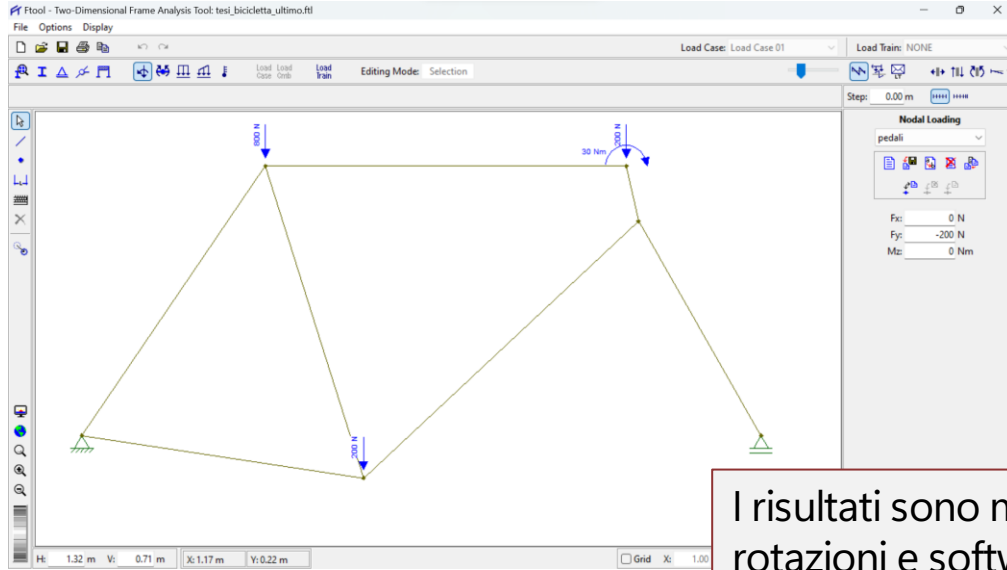 Ftool - Two-Dimensional Frame Analysis Tool: tesi_bicicletta_ultimo.ftl
File Options Display
Load Case: Load Case 01
Load Train: NONE
Load Case
Load Omb
Load Train
Editing Mode: Selection
Step: 0.00 m
Nodal Loading
pedali
Fx: 0 N
Fy: -200 N
Mz: 0 Nm
800 N
200 N
30 Nm
200 N
H: 1.32 m V: 0.71 m X: 1.17 m Y: 0.22 m
Grid X: 1.00
I risultati sono
rotazioni e